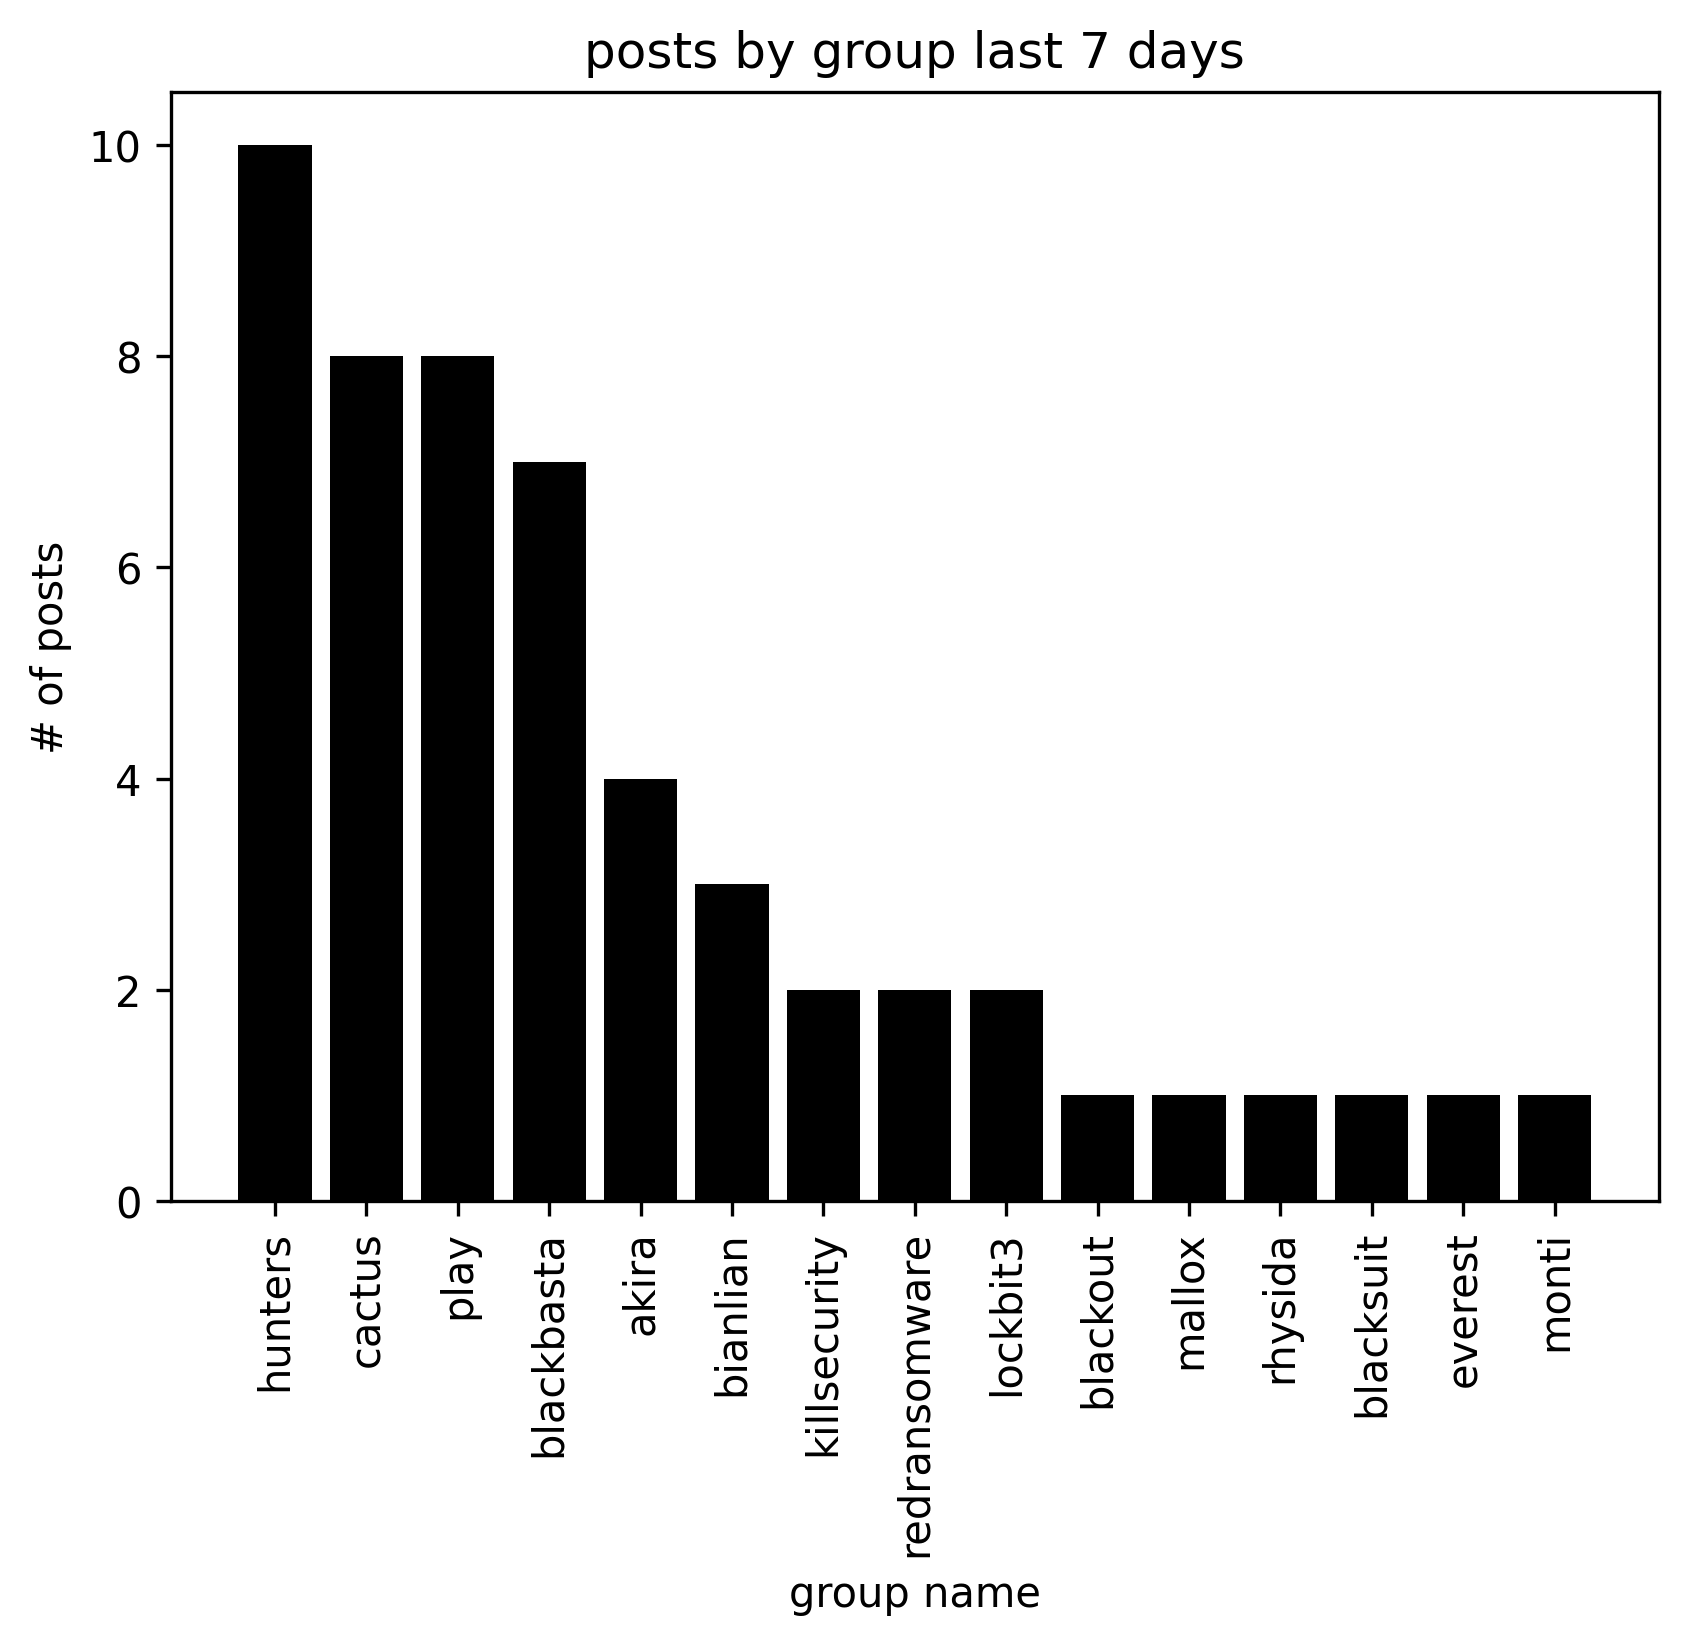 posts by group last 7 days
# of posts
10
8
6
4
2
0
hunters
cactus
play
blackbasta
akira
bianlian
killsecurity
redransomware
lockbit3
blackout
mallox
rhysida
blacksuit
everest
monti
group name